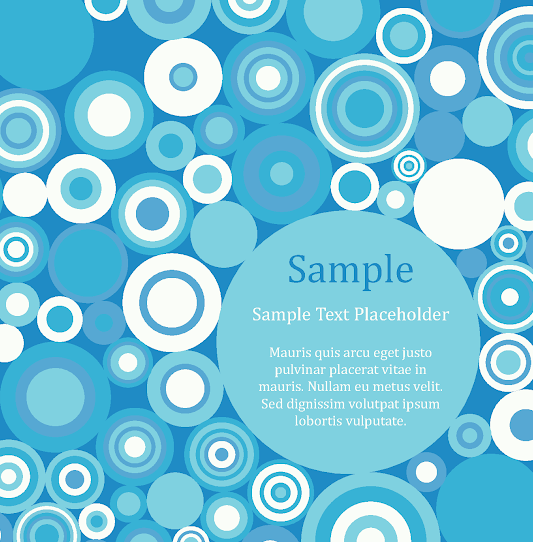 Sample
Sample Text Placeholder
Mauris quis arcu eget justo
pulvinar placerat vitae in
mauris. Nullam eu metus velit.
Sed dignissim volutpat ipsum
lobortis vulputate.